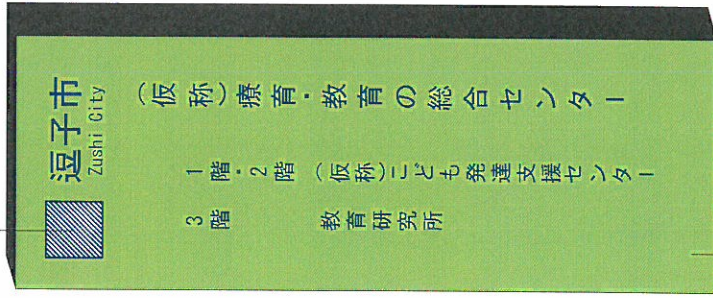 逗子市
Zushi City
(仮称)療育・教育の総合センター
1階・2階 (仮称)こども発達支援センター
3階 教育研究所